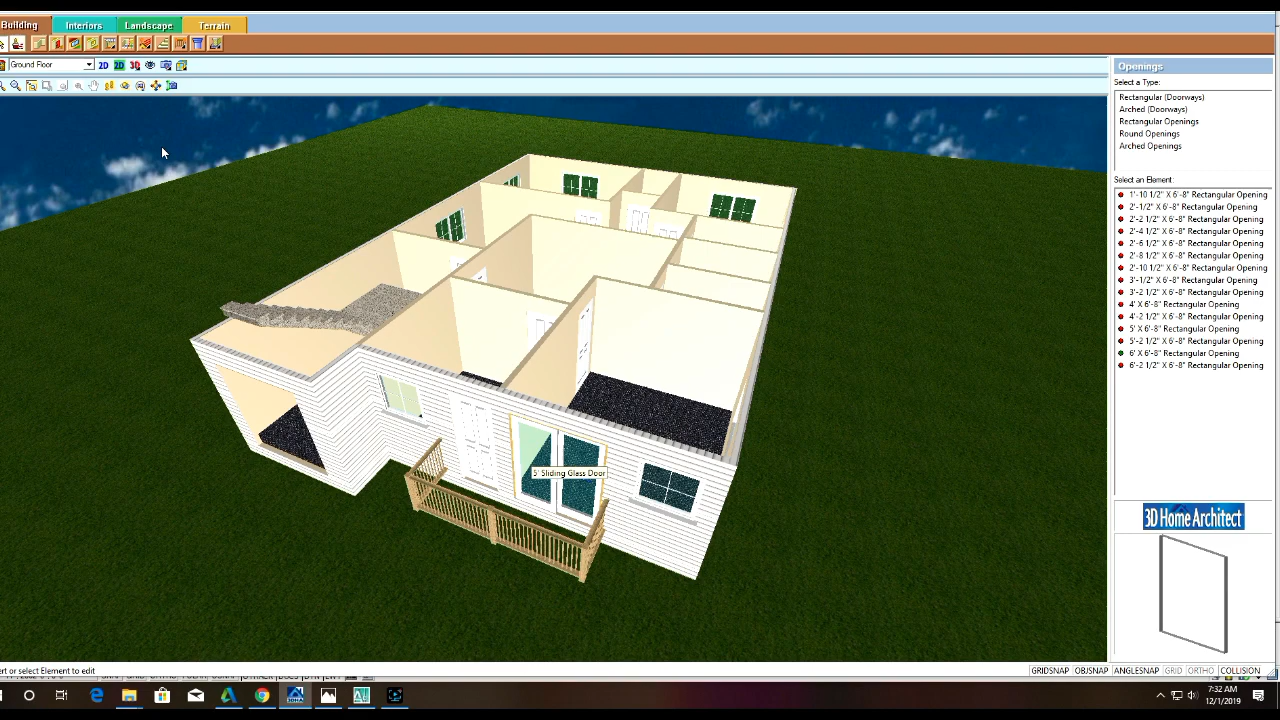 Building
Interiors
Landscape
Terrain
Ground Floor
2D
2D
3D
Openings
Select a Type:
Rectangular (Doorways)
Arched (Doorways)
Rectangular Openings
Round Openings
Arched Openings
Select an Element:
1'-10 1/2" X 6'-8" Rectangular Opening
2'-1/2" X 6'-8" Rectangular Opening
2'-2 1/2" X 6'-8" Rectangular Opening
2'-4 1/2" X 6'-8" Rectangular Opening
2'-6 1/2" X 6'-8" Rectangular Opening
2'-8 1/2" X 6'-8" Rectangular Opening
2'-10 1/2" X 6'-8" Rectangular Opening
3'-1/2" X 6'-8" Rectangular Opening
3'-2 1/2" X 6'-8" Rectangular Opening
4' X 6'-8" Rectangular Opening
4'-2 1/2" X 6'-8" Rectangular Opening
5' X 6'-8" Rectangular Opening
5'-2 1/2" X 6'-8" Rectangular Opening
6' X 6'-8" Rectangular Opening
6'-2 1/2" X 6'-8" Rectangular Opening
5' Sliding Glass Door
3D Home Architect
ert or select Element to edit
GRIDSNAP OBJSNAP ANGLESNAP GRID ORTHO COLLISION
7:32 AM
12/1/2019